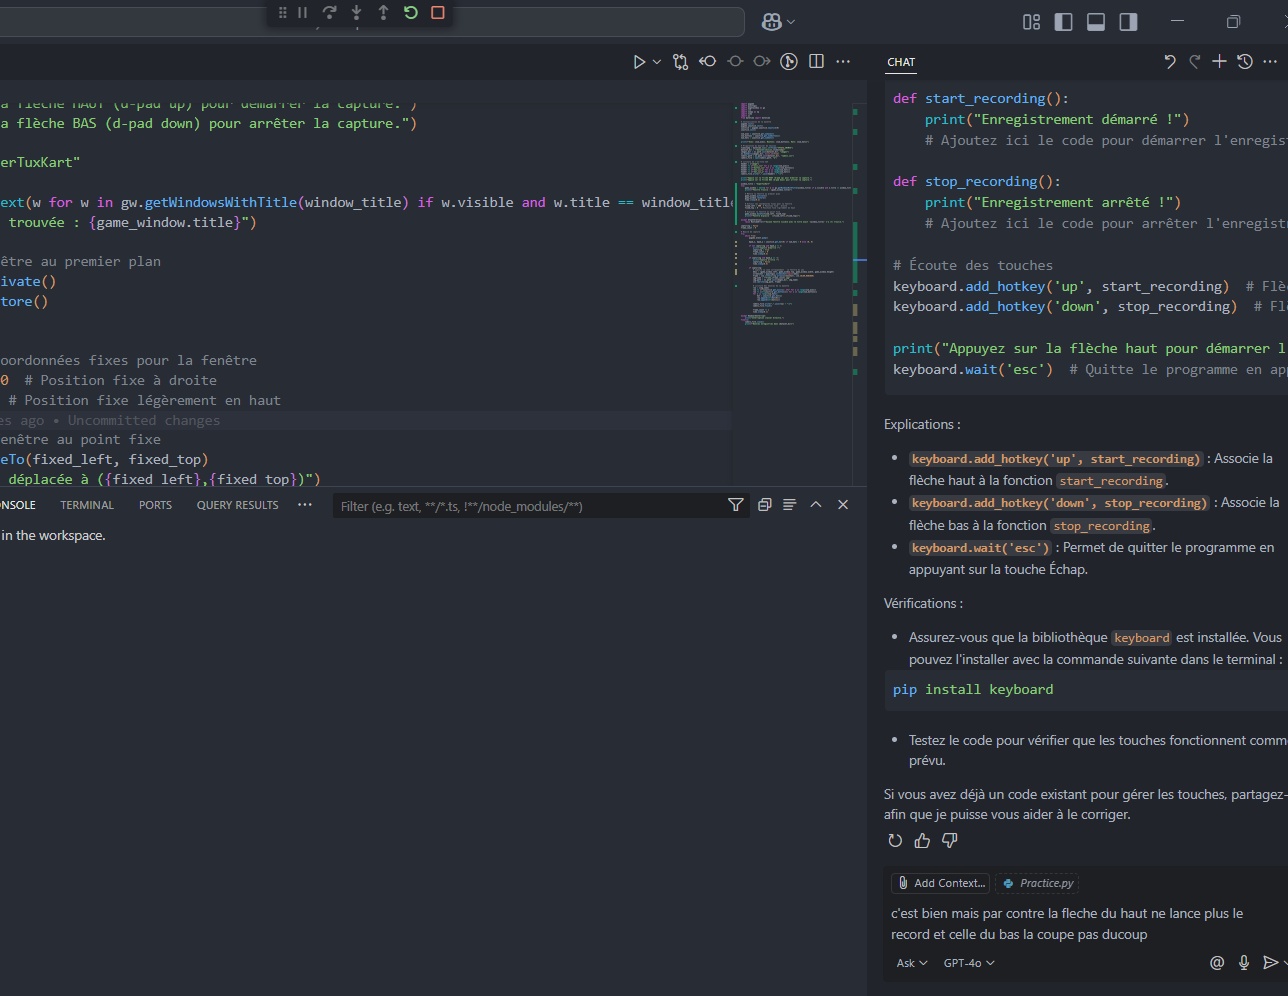 CHAT
a flèche HAUT (d-pad up) pour démarrer la capture.")
a flèche BAS (d-pad down) pour arrêter la capture.")
erTuxKart"
ext(w for w in gw.getWindowsWithTitle(window_title) if w.visible and w.title == window_title
trouvée : {game_window.title}")
être au premier plan
ivate()
tore()
oordonnées fixes pour la fenêtre
0 # Position fixe à droite
# Position fixe légèrement en haut
es ago • Uncommitted changes
enêtre au point fixe
eTo(fixed_left, fixed_top)
déplacée à ({fixed_left},{fixed_top})")
ONSOLE TERMINAL PORTS QUERY RESULTS ••• Filter (e.g. text, **/*.ts, !**/node_modules/**)
in the workspace.
def start_recording():
print("Enregistrement démarré !")
# Ajoutez ici le code pour démarrer l'enregist
def stop_recording():
print("Enregistrement arrêté !")
# Ajoutez ici le code pour arrêter l'enregistr
# Écoute des touches
keyboard.add_hotkey('up', start_recording) # Flè
keyboard.add_hotkey('down', stop_recording) # Fl
print("Appuyez sur la flèche haut pour démarrer l
keyboard.wait('esc') # Quitte le programme en app
Explications :
• keyboard.add_hotkey('up', start_recording) : Associe la
flèche haut à la fonction start_recording.
• keyboard.add_hotkey('down', stop_recording) : Associe la
flèche bas à la fonction stop_recording.
• keyboard.wait('esc') : Permet de quitter le programme en
appuyant sur la touche Échap.
Vérifications :
• Assurez-vous que la bibliothèque keyboard est installée. Vous
pouvez l'installer avec la commande suivante dans le terminal :
pip install keyboard
• Testez le code pour vérifier que les touches fonctionnent comme
prévu.
Si vous avez déjà un code existant pour gérer les touches, partagez-
afin que je puisse vous aider à le corriger.
Add Context... Practice.py
c'est bien mais par contre la fleche du haut ne lance plus le
record et celle du bas la coupe pas ducoup
Ask GPT-4o